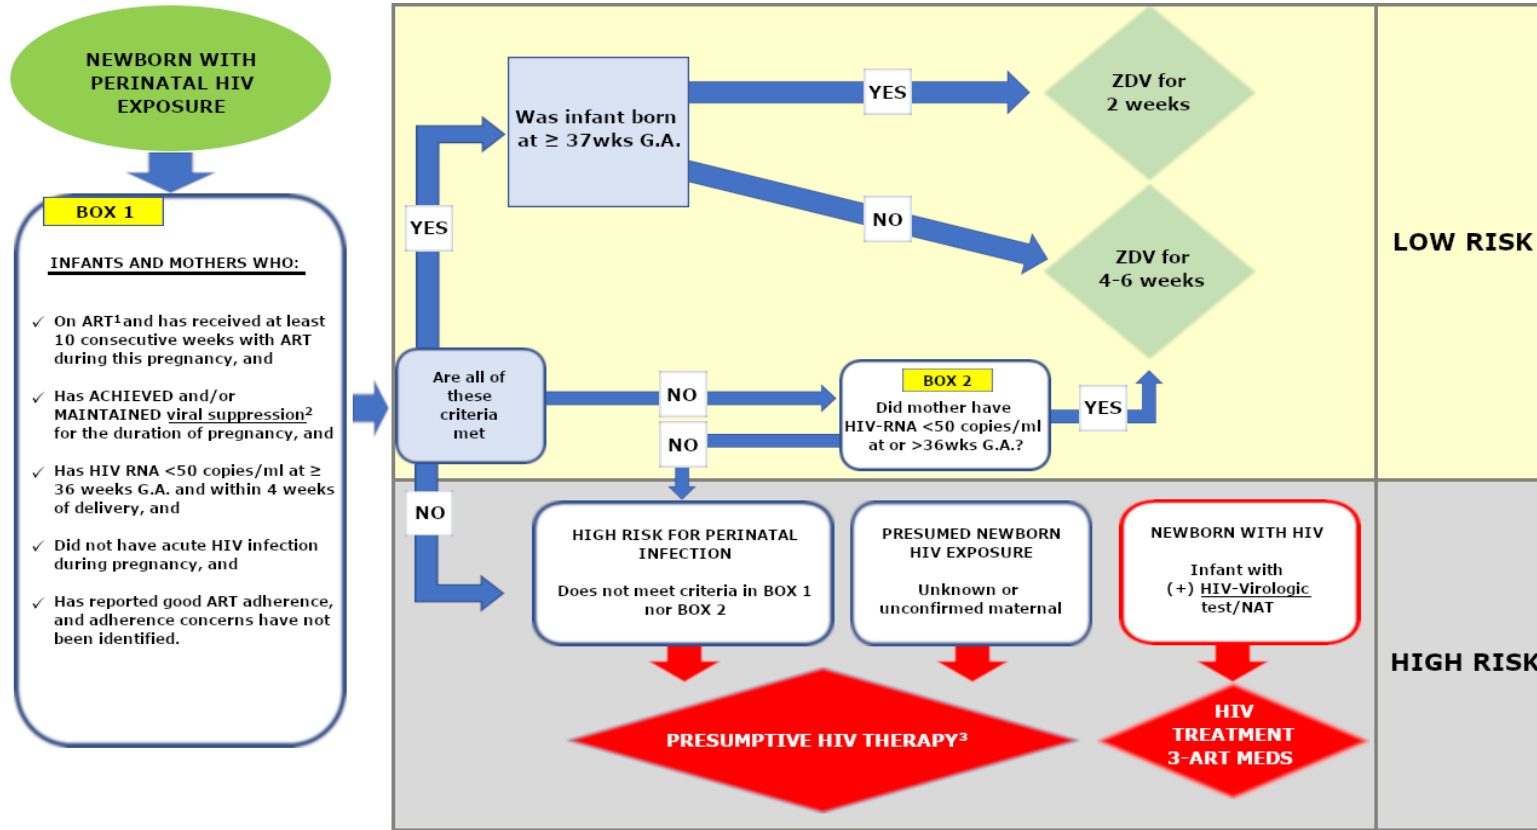 NEWBORN WITH
PERINATAL HIV
EXPOSURE
BOX 1
INFANTS AND MOTHERS WHO:
✓ On ART¹and has received at least
10 consecutive weeks with ART
during this pregnancy, and
✓ Has ACHIEVED and/or
MAINTAINED viral suppression²
for the duration of pregnancy, and
✓ Has HIV RNA <50 copies/ml at ≥
36 weeks G.A. and within 4 weeks
of delivery, and
✓ Did not have acute HIV infection
during pregnancy, and
✓ Has reported good ART adherence,
and adherence concerns have not
been identified.
Are all of
these
criteria
met
YES
Was infant born
at ≥ 37wks G.A.
YES
ZDV for
2 weeks
NO
ZDV for
4-6 weeks
LOW RISK
NO
BOX 2
Did mother have
HIV-RNA <50 copies/ml
at or >36wks G.A.?
YES
NO
NO
HIGH RISK FOR PERINATAL
INFECTION
Does not meet criteria in BOX 1
nor BOX 2
PRESUMED NEWBORN
HIV EXPOSURE
Unknown or
unconfirmed maternal
NEWBORN WITH HIV
Infant with
(+) HIV-Virologic
test/NAT
HIGH RISK
PRESUMPTIVE HIV THERAPY³
HIV
TREATMENT
3-ART MEDS